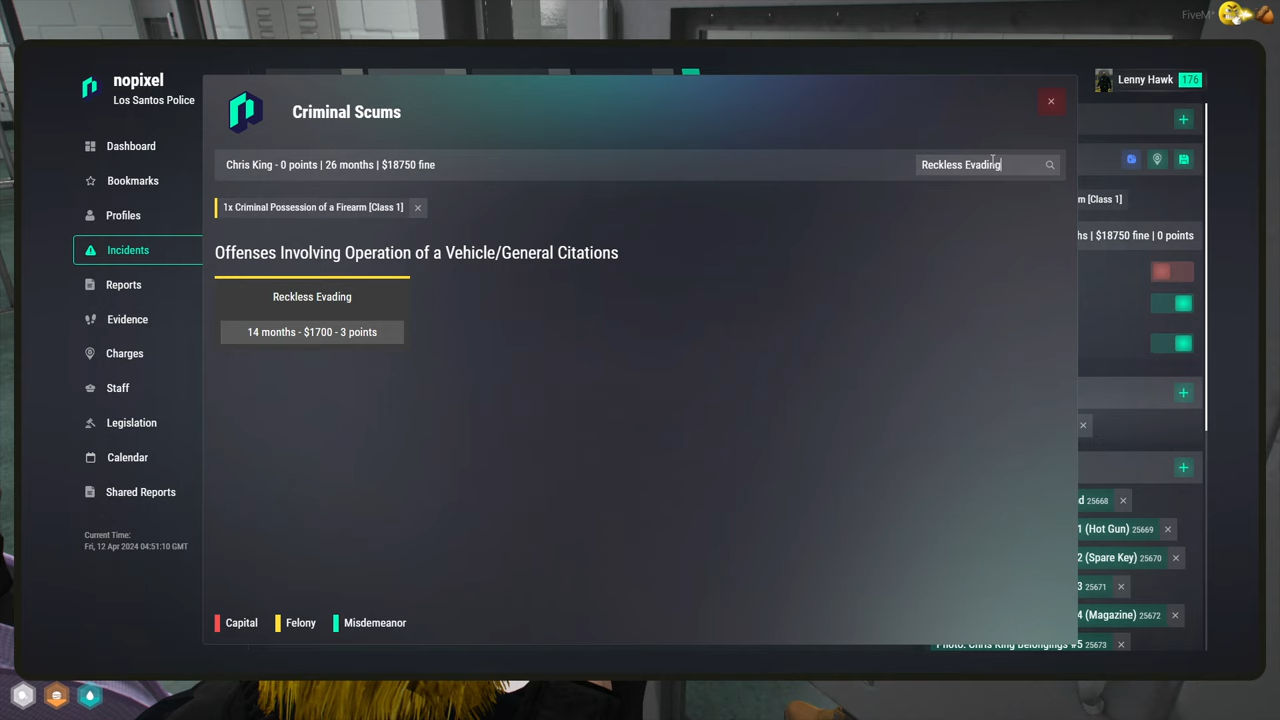 FiveM®
nopixel
Los Santos Police
Lenny Hawk 176
Dashboard
Bookmarks
Profiles
Incidents
Reports
Evidence
Charges
Staff
Legislation
Calendar
Shared Reports
Current Time:
Fri, 12 Apr 2024 04:51:10 GMT
Criminal Scums
×
Chris King - 0 points | 26 months | $18750 fine
Reckless Evading
1x Criminal Possession of a Firearm [Class 1] ×
Offenses Involving Operation of a Vehicle/General Citations
Reckless Evading
14 months - $1700 - 3 points
Capital Felony Misdemeanor
m [Class 1]
hs | $18750 fine | 0 points
d 25668 ×
1 (Hot Gun) 25669 ×
2 (Spare Key) 25670 ×
3 25671 ×
4 (Magazine) 25672 ×
Photo: Chris King Belongings #5 25673 ×